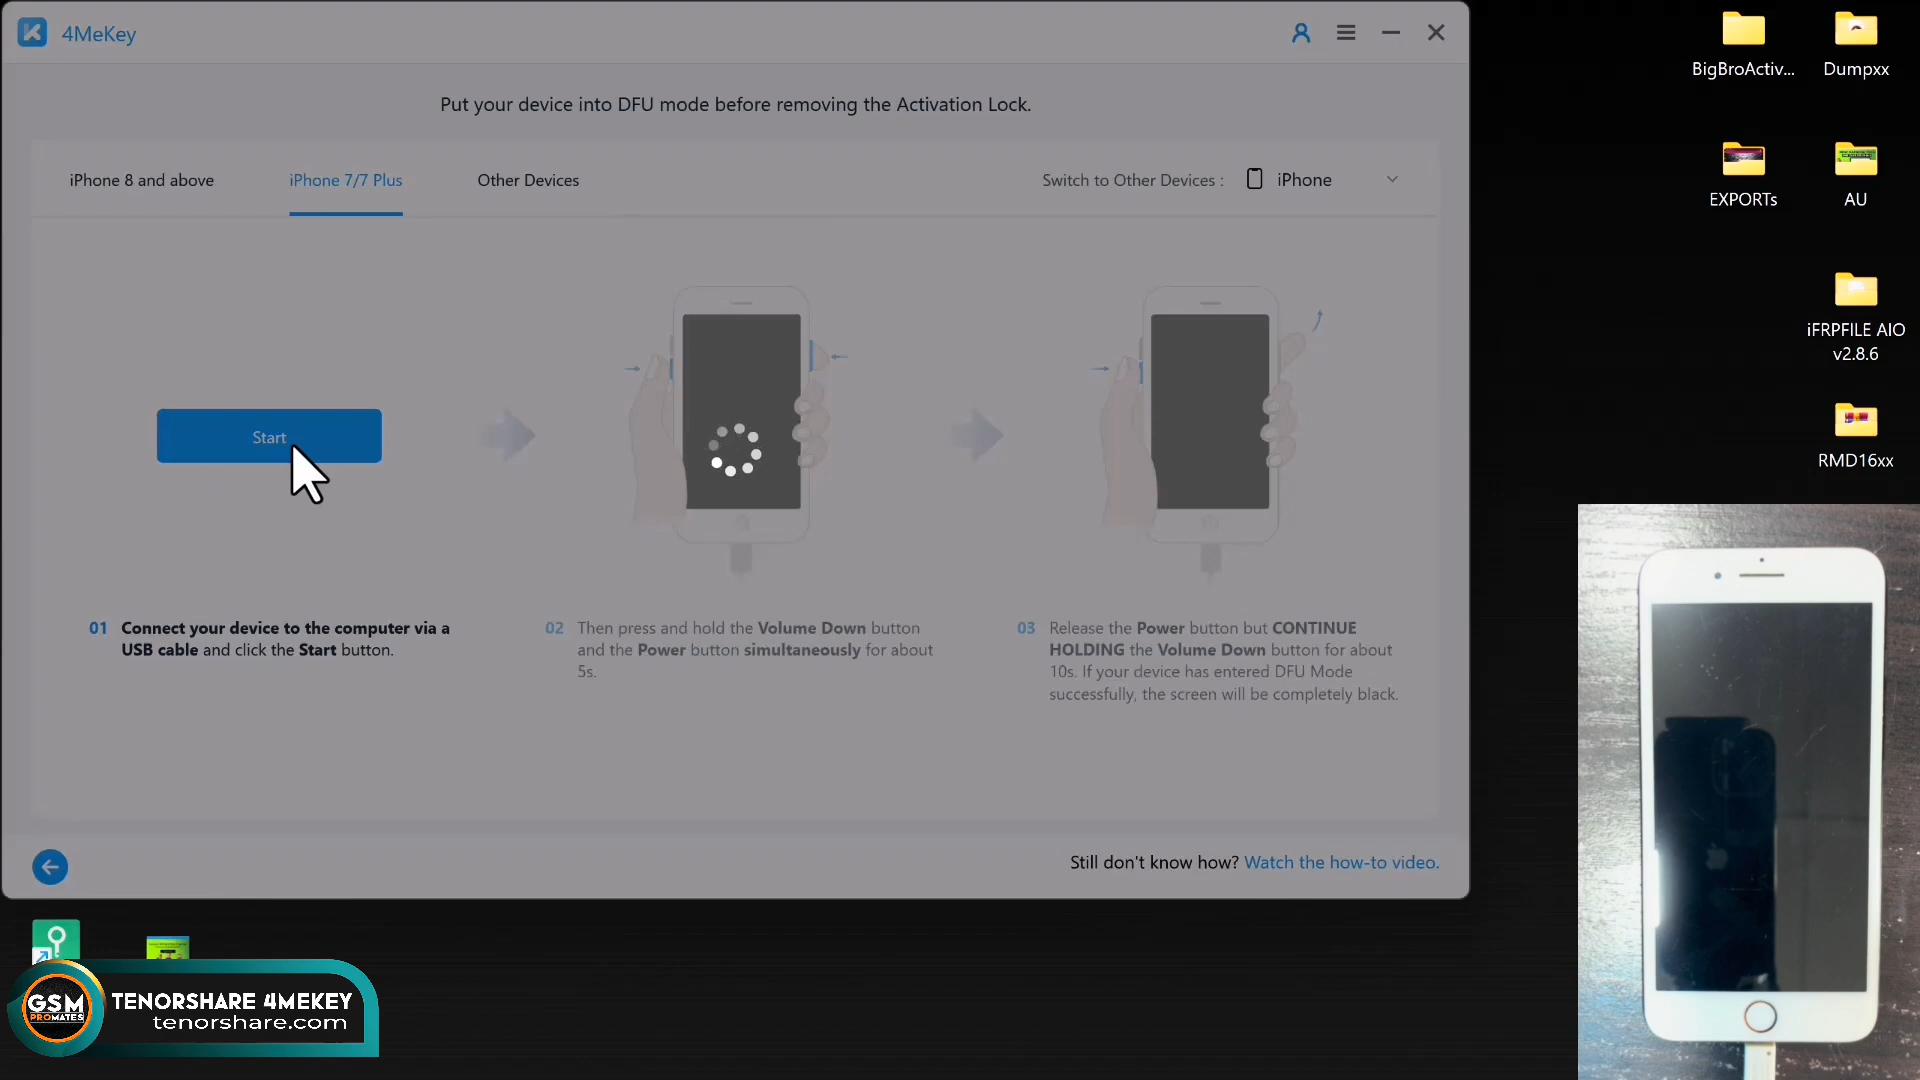 4MeKey
BigBroActiv...
Dumpxx
Put your device into DFU mode before removing the Activation Lock.
iPhone 8 and above
iPhone 7/7 Plus
Other Devices
Switch to Other Devices :
iPhone
EXPORTs
AU
iFRPFILE AIO
v2.8.6
Start
RMD16xx
01 Connect your device to the computer via a
USB cable and click the Start button.
02 Then press and hold the Volume Down button
and the Power button simultaneously for about
5s.
03 Release the Power button but CONTINUE
HOLDING the Volume Down button for about
10s. If your device has entered DFU Mode
successfully, the screen will be completely black.
Still don't know how? Watch the how-to video.
GSM
PROMATES
TENORSHARE 4MEKEY
tenorshare.com